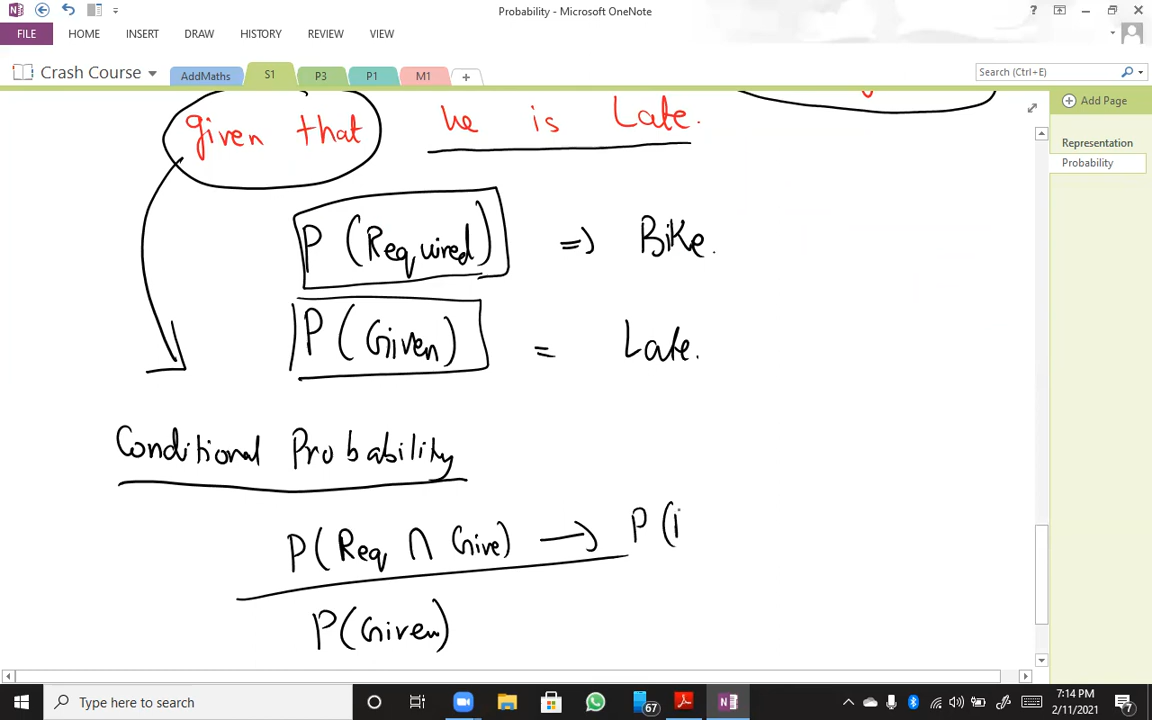 Probability - Microsoft OneNote
?
FILE HOME INSERT DRAW HISTORY REVIEW VIEW
Crash Course AddMaths S1 P3 P1 M1 +
Search (Ctrl+E)
Add Page
Representation
Probability
given that he is Late.
P (Required) => Bike.
P (Given) = Late.
Conditional Probability
P(Req ∩ Give) → P (
P(Given)
Type here to search
67
7:14 PM
2/11/2021
7